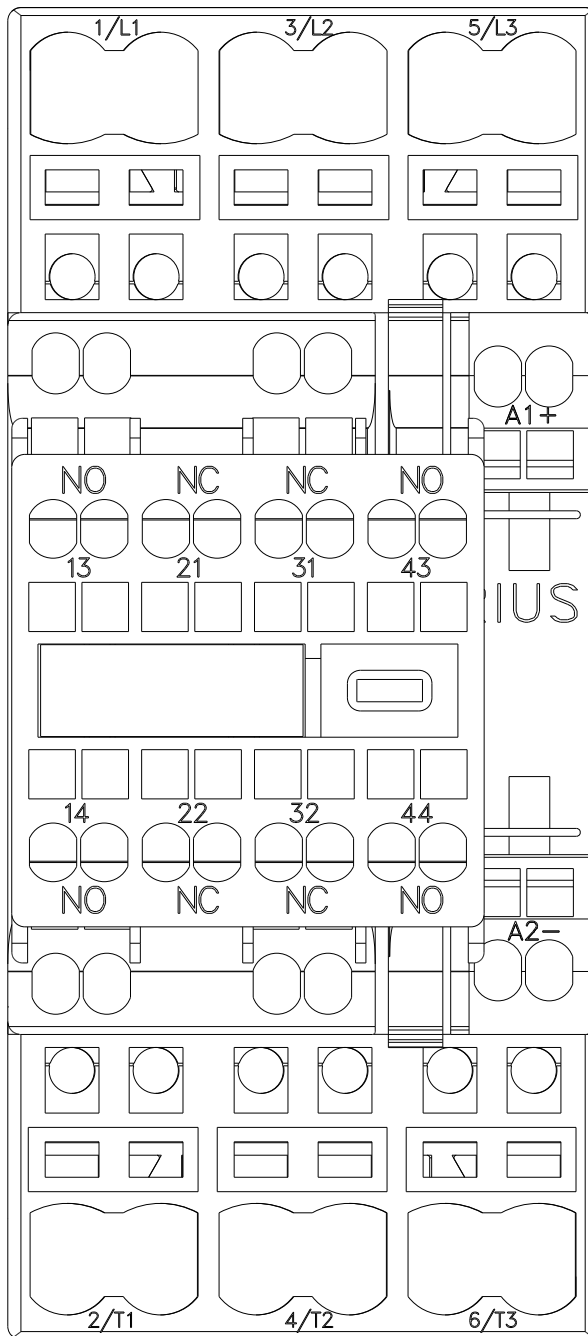 1/L1 3/L2 5/L3
A1+
NO NC NC NO
13 21 31 43
IUS
14 22 32 44
NO NC NC NO
A2-
2/T1 4/T2 6/T3